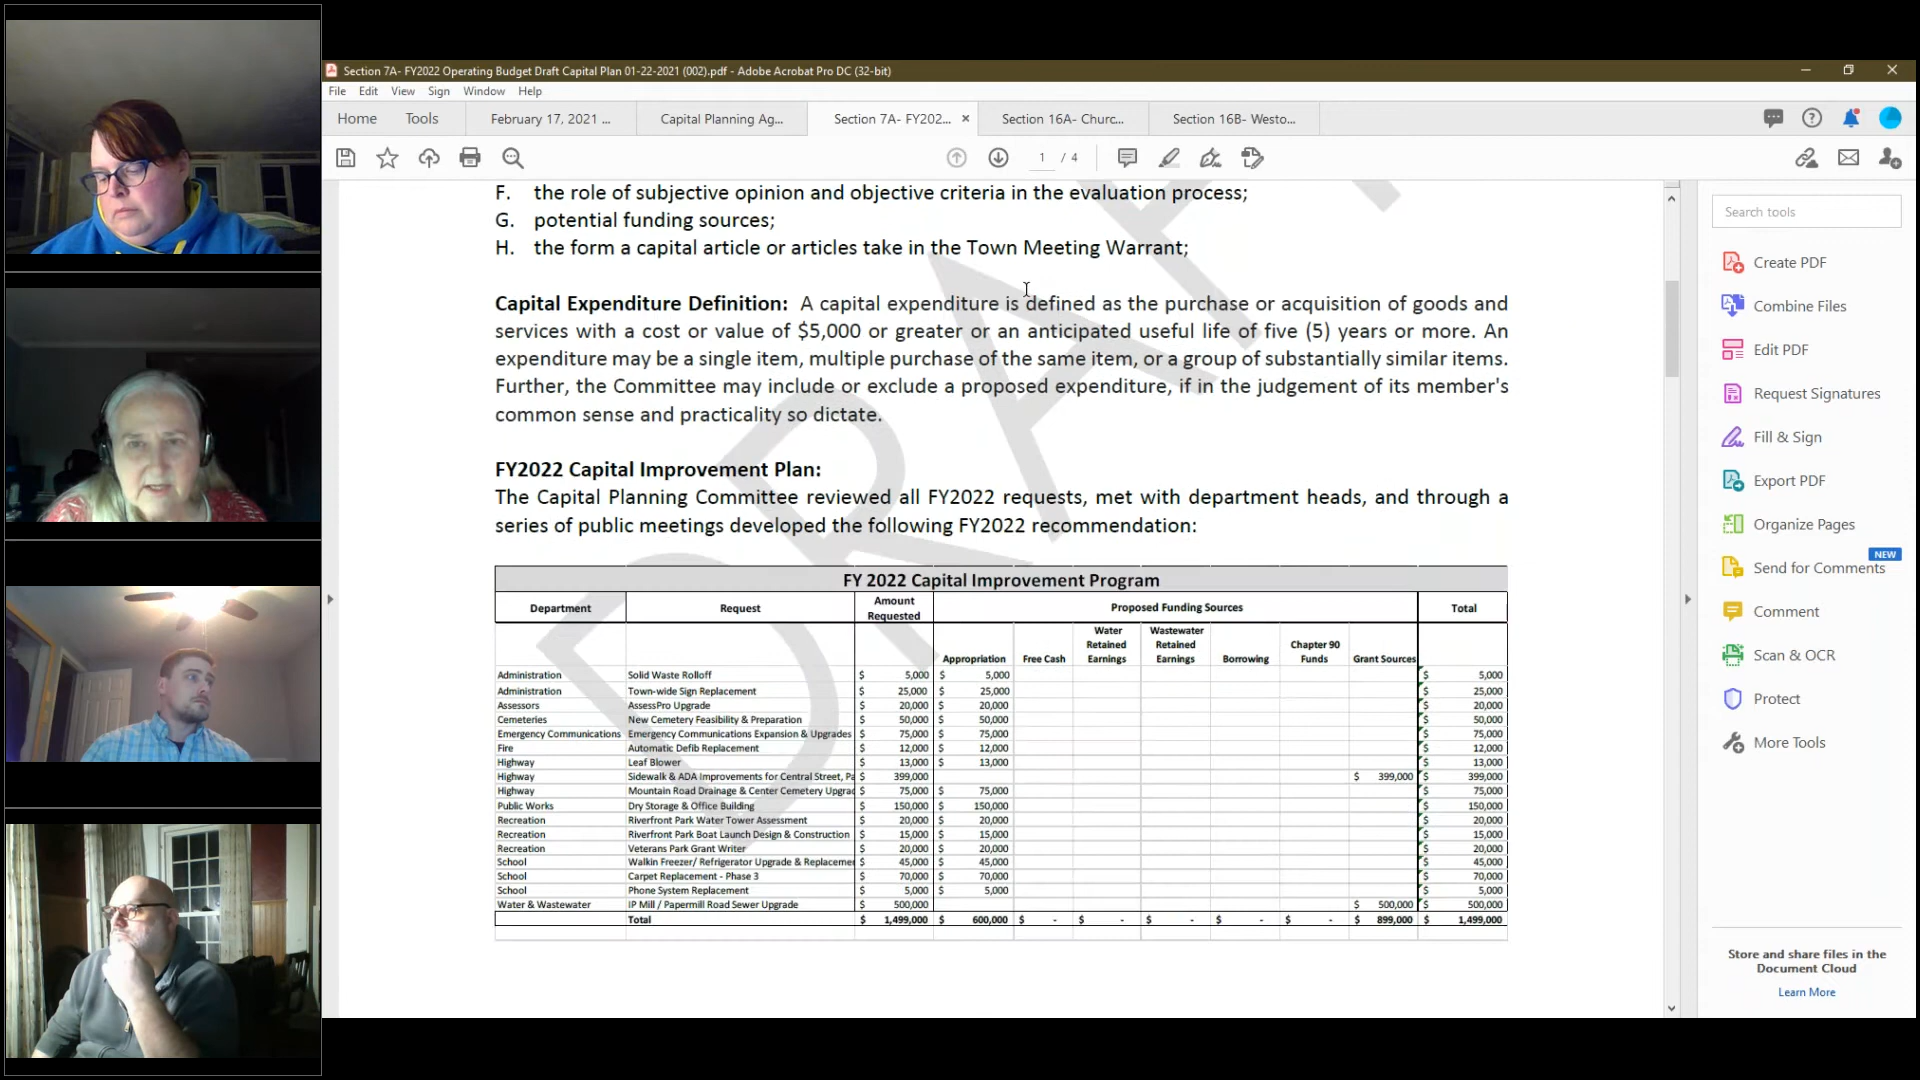 Section 7A- FY2022 Operating Budget Draft Capital Plan 01-22-2021 (002).pdf - Adobe Acrobat Pro DC (32-bit)
File Edit View Sign Window Help
Home Tools February 17, 2021 ... Capital Planning Ag... Section 7A- FY202... × Section 16A- Churc... Section 16B- Westo...
1 / 4
F. the role of subjective opinion and objective criteria in the evaluation process;
G. potential funding sources;
H. the form a capital article or articles take in the Town Meeting Warrant;
Capital Expenditure Definition: A capital expenditure is defined as the purchase or acquisition of goods and
services with a cost or value of $5,000 or greater or an anticipated useful life of five (5) years or more. An
expenditure may be a single item, multiple purchase of the same item, or a group of substantially similar items.
Further, the Committee may include or exclude a proposed expenditure, if in the judgement of its member's
common sense and practicality so dictate.
FY2022 Capital Improvement Plan:
The Capital Planning Committee reviewed all FY2022 requests, met with department heads, and through a
series of public meetings developed the following FY2022 recommendation:
FY 2022 Capital Improvement Program
Department Request Amount Requested Proposed Funding Sources Total
Appropriation Free Cash Water Retained Earnings Wastewater Retained Earnings Borrowing Chapter 90 Funds Grant Sources
Administration Solid Waste Rolloff $ 5,000 $ 5,000 $ 5,000
Administration Town-wide Sign Replacement $ 25,000 $ 25,000 $ 25,000
Assessors AssessPro Upgrade $ 20,000 $ 20,000 $ 20,000
Cemeteries New Cemetery Feasibility & Preparation $ 50,000 $ 50,000 $ 50,000
Emergency Communications Emergency Communications Expansion & Upgrades $ 75,000 $ 75,000 $ 75,000
Fire Automatic Defib Replacement $ 12,000 $ 12,000 $ 12,000
Highway Leaf Blower $ 13,000 $ 13,000 $ 13,000
Highway Sidewalk & ADA Improvements for Central Street, Pa $ 399,000 $ 399,000 $ 399,000
Highway Mountain Road Drainage & Center Cemetery Upgrad $ 75,000 $ 75,000 $ 75,000
Public Works Dry Storage & Office Building $ 150,000 $ 150,000 $ 150,000
Recreation Riverfront Park Water Tower Assessment $ 20,000 $ 20,000 $ 20,000
Recreation Riverfront Park Boat Launch Design & Construction $ 15,000 $ 15,000 $ 15,000
Recreation Veterans Park Grant Writer $ 20,000 $ 20,000 $ 20,000
School Walkin Freezer/ Refrigerator Upgrade & Replacemen $ 45,000 $ 45,000 $ 45,000
School Carpet Replacement - Phase 3 $ 70,000 $ 70,000 $ 70,000
School Phone System Replacement $ 5,000 $ 5,000 $ 5,000
Water & Wastewater IP Mill / Papermill Road Sewer Upgrade $ 500,000 $ 500,000 $ 500,000
Total $ 1,499,000 600,000 $ - $ - $ - $ - $ - $ 899,000 $ 1,499,000
DRAF
Search tools
Create PDF
Combine Files
Edit PDF
Request Signatures
Fill & Sign
Export PDF
Organize Pages
NEW
Send for Comments
Comment
Scan & OCR
Protect
More Tools
Store and share files in the
Document Cloud
Learn More